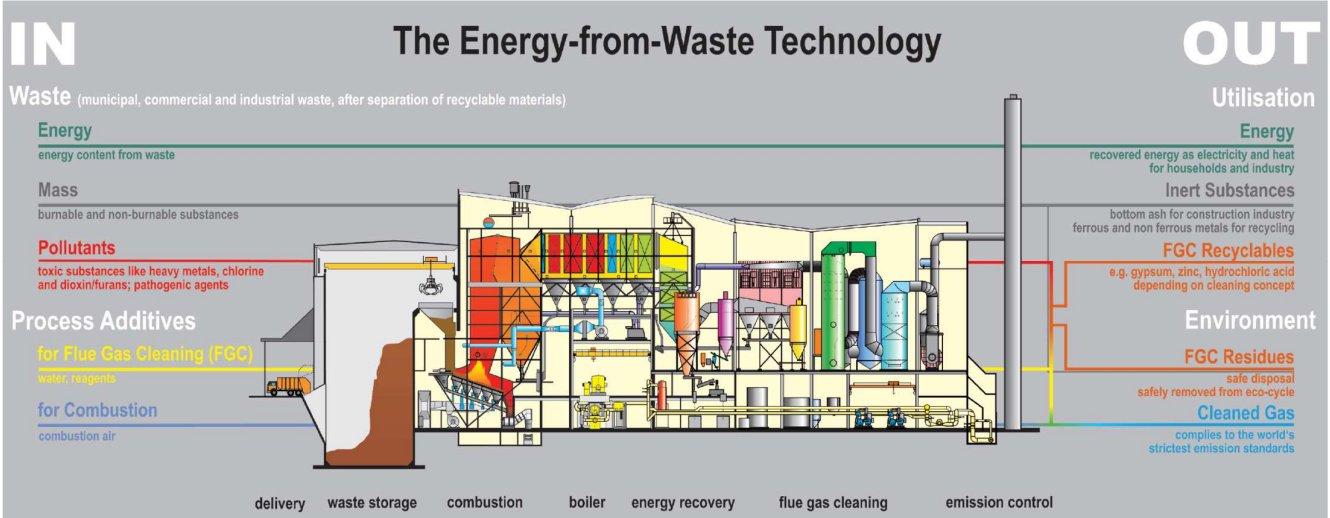 IN
The Energy-from-Waste Technology
OUT
Waste (municipal, commercial and industrial waste, after separation of recyclable materials)
Utilisation
Energy
energy content from waste
Energy
recovered energy as electricity and heat
for households and industry
Mass
burnable and non-burnable substances
Inert Substances
bottom ash for construction industry
ferrous and non ferrous metals for recycling
Pollutants
toxic substances like heavy metals, chlorine
and dioxin/furans; pathogenic agents
FGC Recyclables
e.g. gypsum, zinc, hydrochloric acid
depending on cleaning concept
Process Additives
Environment
for Flue Gas Cleaning (FGC)
water, reagents
FGC Residues
safe disposal
safely removed from eco-cycle
for Combustion
combustion air
Cleaned Gas
complies to the world's
strictest emission standards
delivery waste storage combustion boiler energy recovery flue gas cleaning emission control